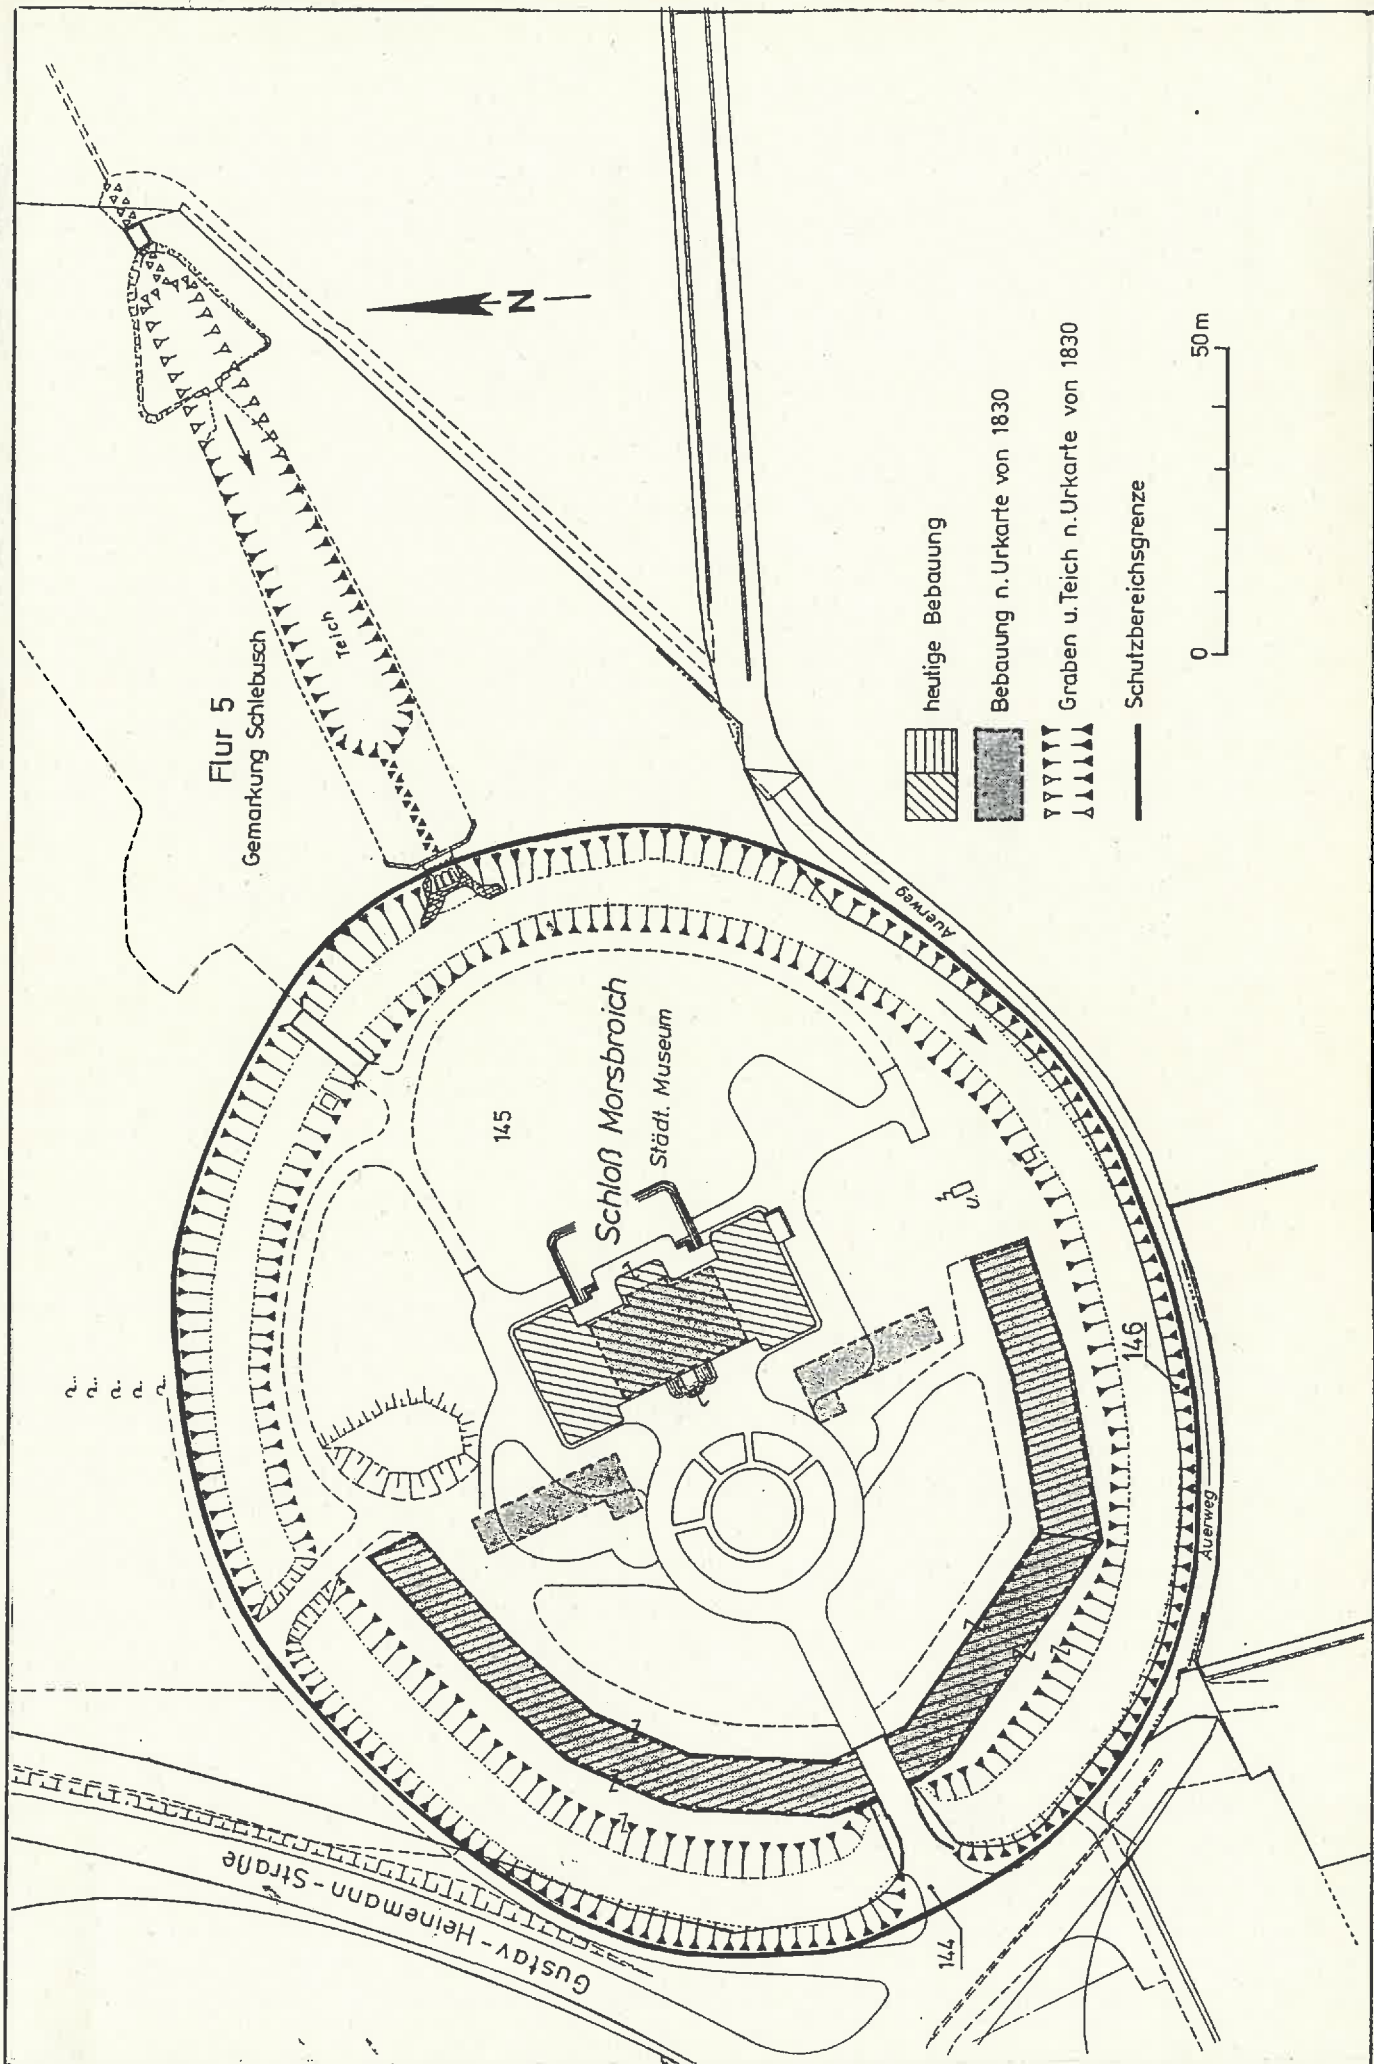 Flur 5
Gemarkung Schlebusch
Teich
N
145
Schloß Morsbroich
Städt. Museum
Auerweg
146
Auerweg
144
Gustav-Heinemann-Straße
heutige Bebauung
Bebauung n. Urkarte von 1830
Graben u. Teich n. Urkarte von 1830
Schutzbereichsgrenze
0
50m